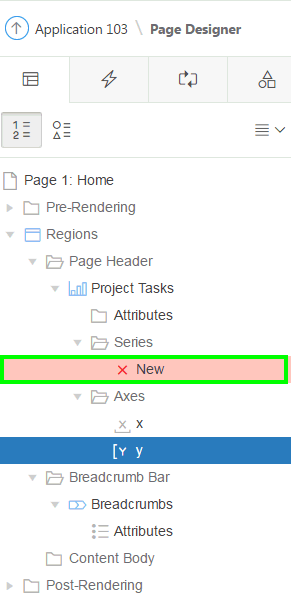 Application 103 \ Page Designer
Page 1: Home
Pre-Rendering
Regions
Page Header
Project Tasks
Attributes
Series
New
Axes
x
y
Breadcrumb Bar
Breadcrumbs
Attributes
Content Body
Post-Rendering